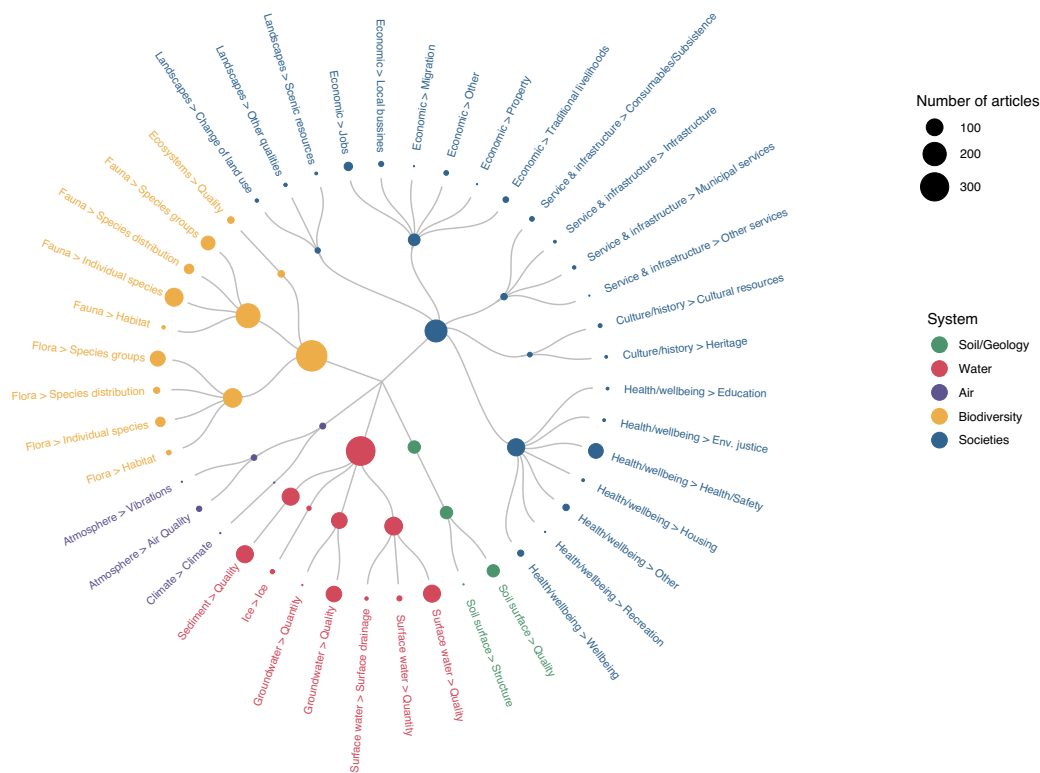 Landscapes > Change of land use
Landscapes > Other qualities
Landscapes > Scenic resources
Economic > Jobs
Economic > Local bussines
Economic > Migration
Economic > Other
Economic > Property
Economic > Traditional livelihoods
Service & infrastructure > Consumables/Subsistence
Service & infrastructure > Infrastructure
Service & infrastructure > Municipal services
Service & infrastructure > Other services
Culture/history > Cultural resources
Culture/history > Heritage
Health/wellbeing > Education
Health/wellbeing > Env. justice
Health/wellbeing > Health/Safety
Health/wellbeing > Housing
Health/wellbeing > Other
Health/wellbeing > Recreation
Health/wellbeing > Wellbeing
Soil surface > Quality
Soil surface > Structure
Surface water > Quality
Surface water > Quantity
Surface water > Surface drainage
Groundwater > Quality
Groundwater > Quantity
Ice > Ice
Sediment > Quality
Climate > Climate
Atmosphere > Air Quality
Atmosphere > Vibrations
Flora > Habitat
Flora > Individual species
Flora > Species distribution
Flora > Species groups
Fauna > Habitat
Fauna > Individual species
Fauna > Species distribution
Fauna > Species groups
Ecosystems > Quality
Number of articles
100
200
300
System
Soil/Geology
Water
Air
Biodiversity
Societies